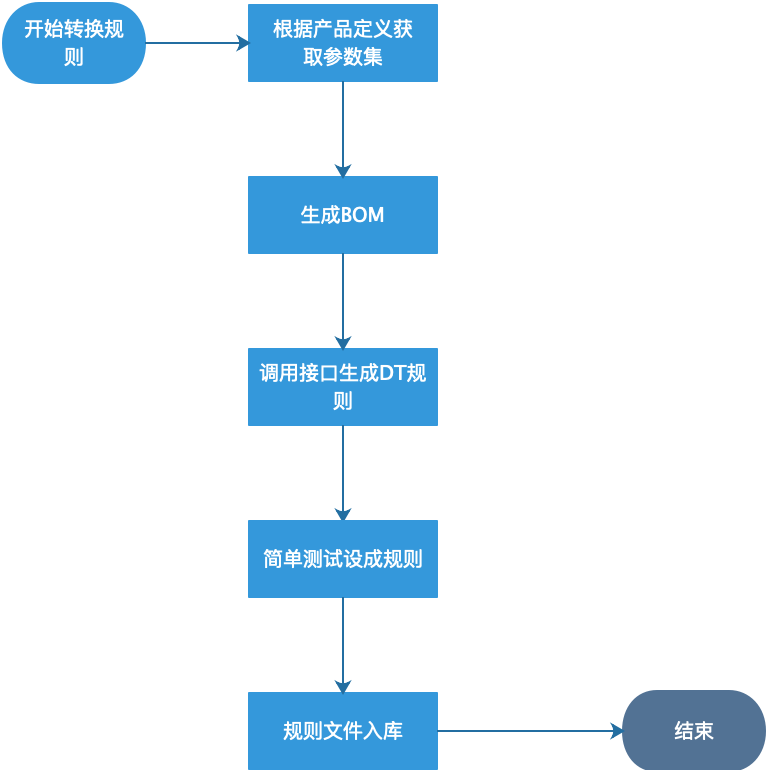 开始转换规
则
根据产品定义获
取参数集
生成BOM
调用接口生成DT规
则
简单测试设成规则
规则文件入库
结束